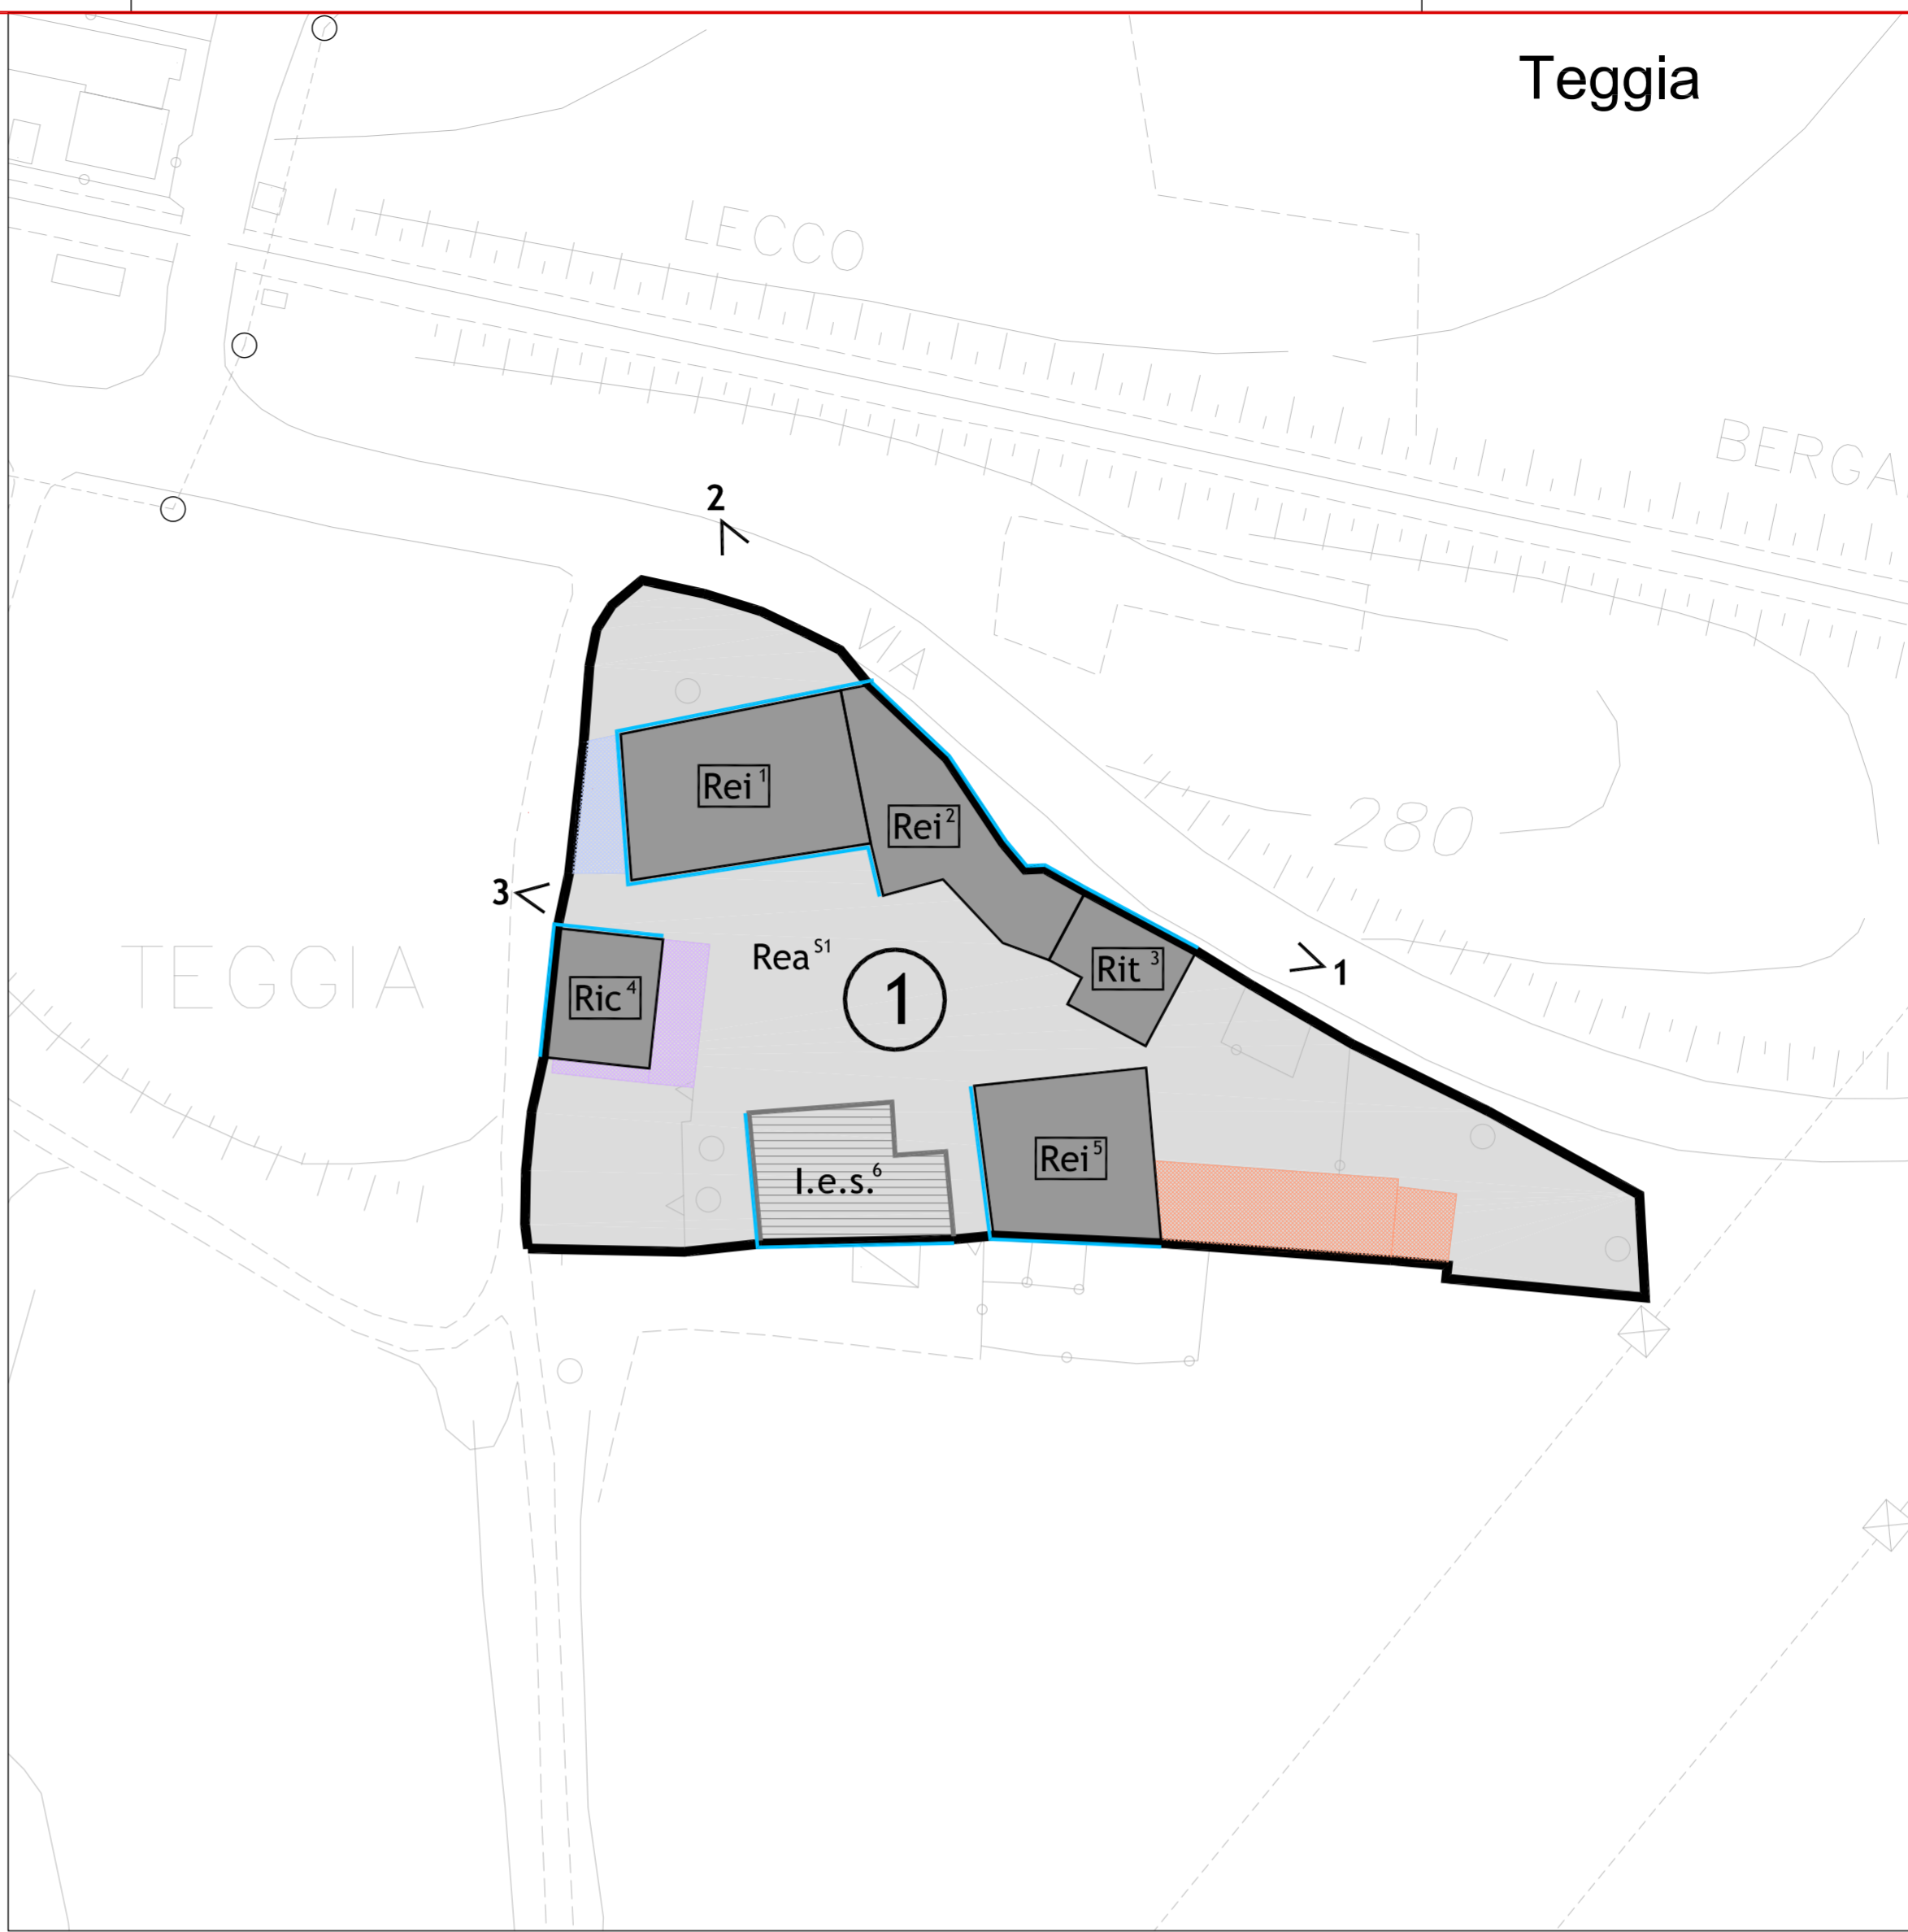 Teggia
LECCO
BERGA
2
VIA
Rei 1
Rei 2
280
3
TEGGIA
Rea S1
Rit 3
1
Ric 4
1
Rei 5
I.e.s. 6